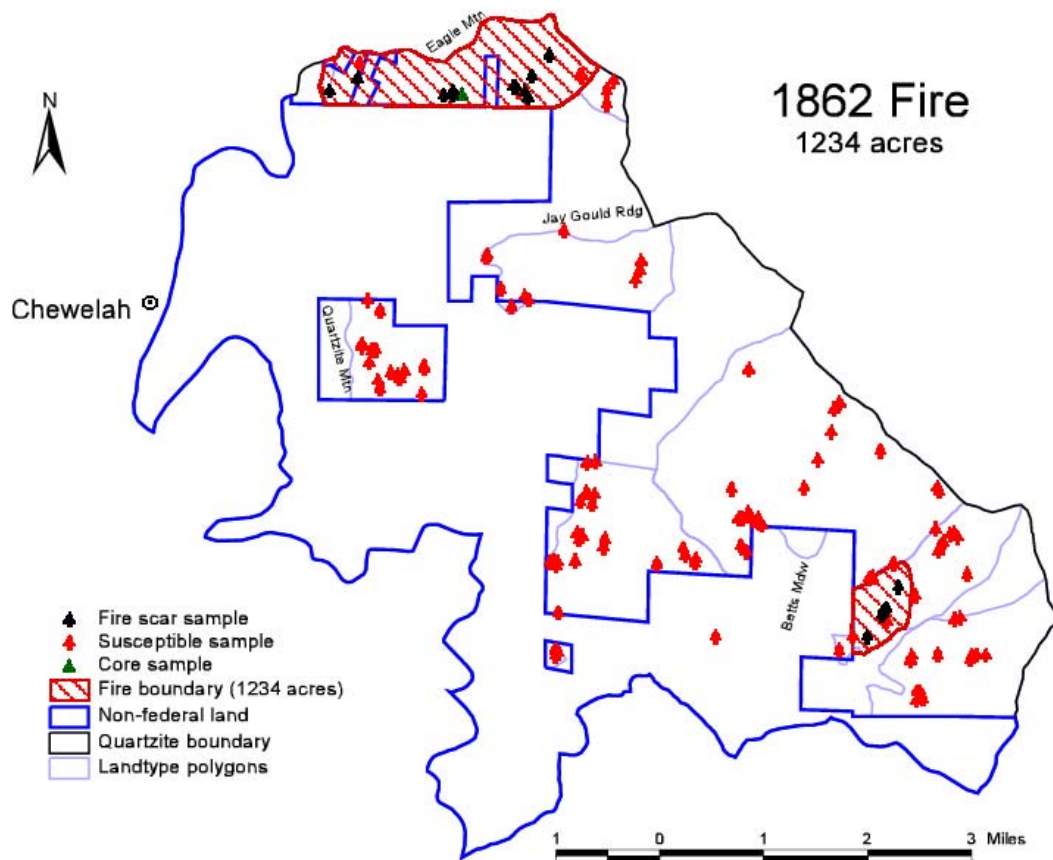 Eagle Mtn
N
1862 Fire
1234 acres
Jay Gould Rdg
Chewelah
Quartzite Mtn
Betts Mdw
Fire scar sample
Susceptible sample
Core sample
Fire boundary (1234 acres)
Non-federal land
Quartzite boundary
Landtype polygons
1 0 1 2 3 Miles